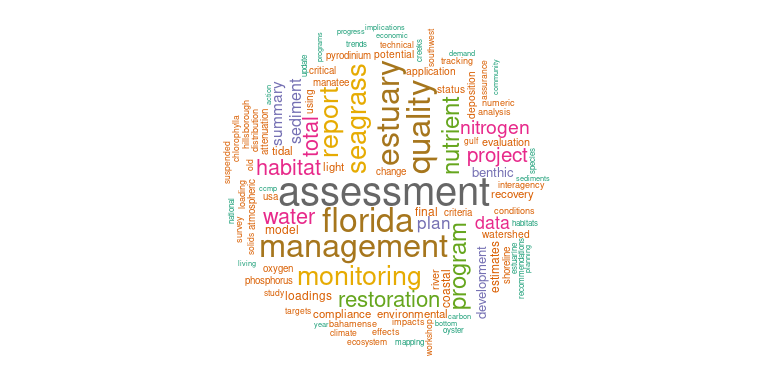 implications
progress
economic
trends
technical
programs
update
pyrodinium
potential
creeks
southwest
demand
tracking
critical
manatee
application
status
deposition
assurance
community
action
summary
sediment
using
total
report
seagrass
estuary
quality
nutrient
numeric
analysis
nitrogen
gulf
evaluation
hillsborough
distribution
attenuation
chlorophylla
suspended
old
tidal
habitat
light
change
project
benthic
species
sediments
interagency
recovery
ccmp
usa
assessment
national
loading
atmospheric
survey
solids
water
florida
final
criteria
plan
data
conditions
habitats
watershed
model
management
program
living
oxygen
phosphorus
monitoring
river
coastal
development
estimates
shoreline
estuarine
recommendations
planning
study
loadings
restoration
targets
compliance
environmental
carbon
year
bahamense
impacts
bottom
oyster
climate
effects
ecosystem
mapping
workshop